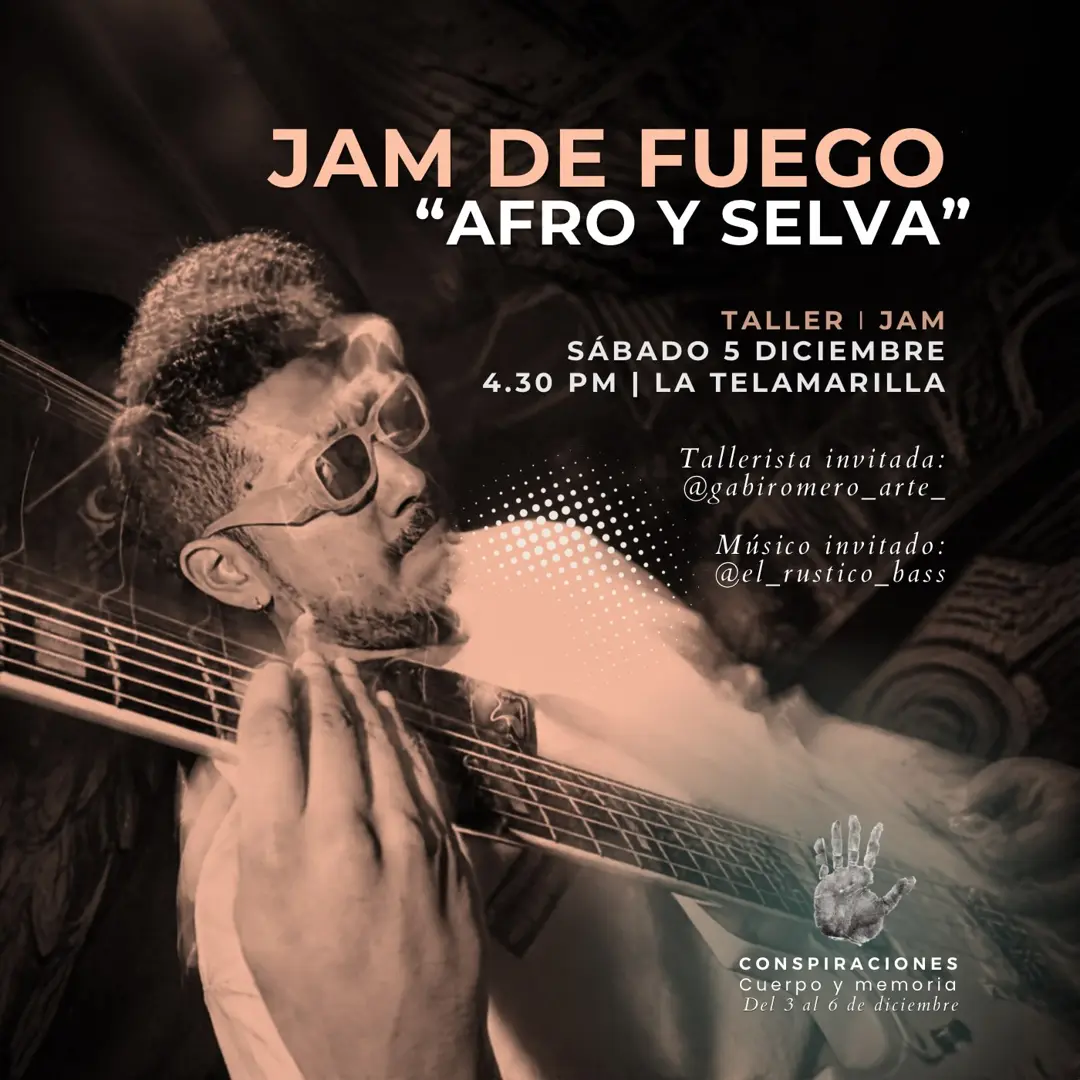 JAM DE FUEGO
“AFRO Y SELVA”
TALLER | JAM
SÁBADO 5 DICIEMBRE
4.30 PM | LA TELAMARILLA
Tallerista invitada:
@gabiromero_arte_
Músico invitado:
@el_rustico_bass
CONSPIRACIONES
Cuerpo y memoria
Del 3 al 6 de diciembre